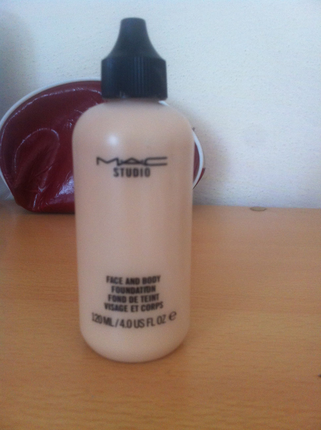 MAC
STUDIO
FACE AND BODY
FOUNDATION
FOND DE TEINT
VISAGE ET CORPS
120 ML / 4.0 US FL OZ e